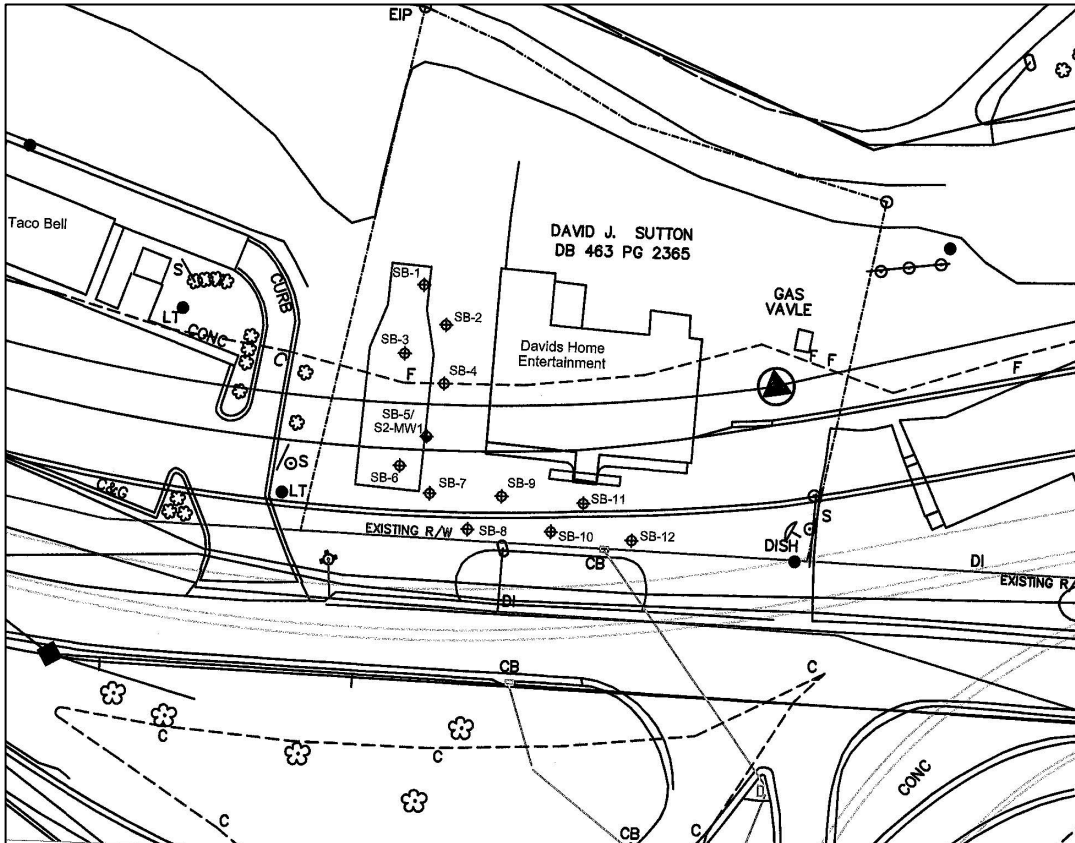 EIP
Taco Bell
DAVID J. SUTTON
DB 463 PG 2365
S
CURB
SB-1
GAS
VAVLE
LT
CONC
SB-2
C
SB-3
Davids Home
Entertainment
F F
F
F
SB-4
SB-5/
S2-MW1
S
SB-6
SB-7
SB-9
C&G
LT
SB-11
S
EXISTING R/W
SB-8
SB-10
SB-12
DISH
CB
DI
EXISTING R/
DI
CB
C
C
C
CONC
D
C
CB
C